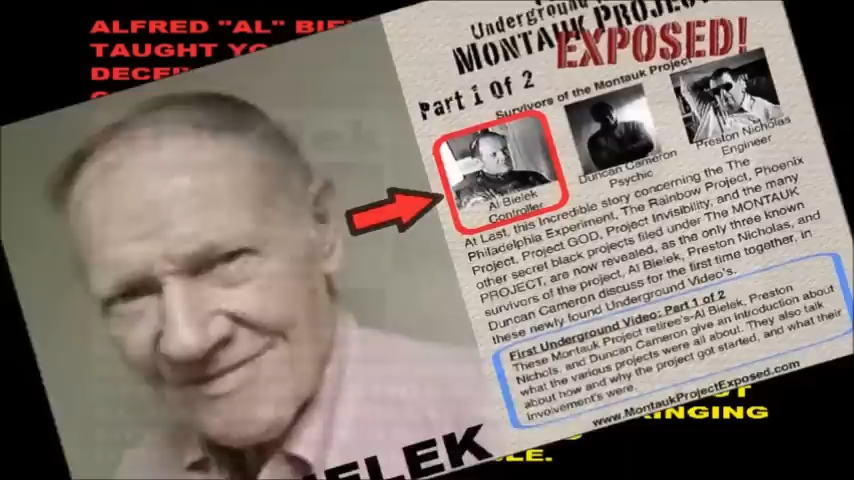 ALFRED "AL" BIE
TAUGHT YO
DECEI
Underground
MONTAUK PROJEC
EXPOSED!
Part 1 Of 2
Survivors of the Montauk Project
Al Bielek
Controller
Duncan Cameron
Psychic
Preston Nicholas
Engineer
At Last, this Incredible story concerning the The
Philadelphia Experiment, The Rainbow Project, Phoenix
Project, Project GOD, Project Invisibility, and the many
other secret black projects filed under The MONTAUK
PROJECT, are now revealed, as the only three known
survivors of the project, Al Bielek, Preston Nicholas, and
Duncan Cameron discuss for the first time together, in
these newly found Underground Video's.
First Underground Video: Part 1 of 2
These Montauk Project retiree's-Al Bielek, Preston
Nichols, and Duncan Cameron give an Introduction about
what the various projects were all about. They also talk
about how and why the project got started, and what their
involvement's were.
www.MontaukProjectExposed.com
INGING
IELEK
LE.